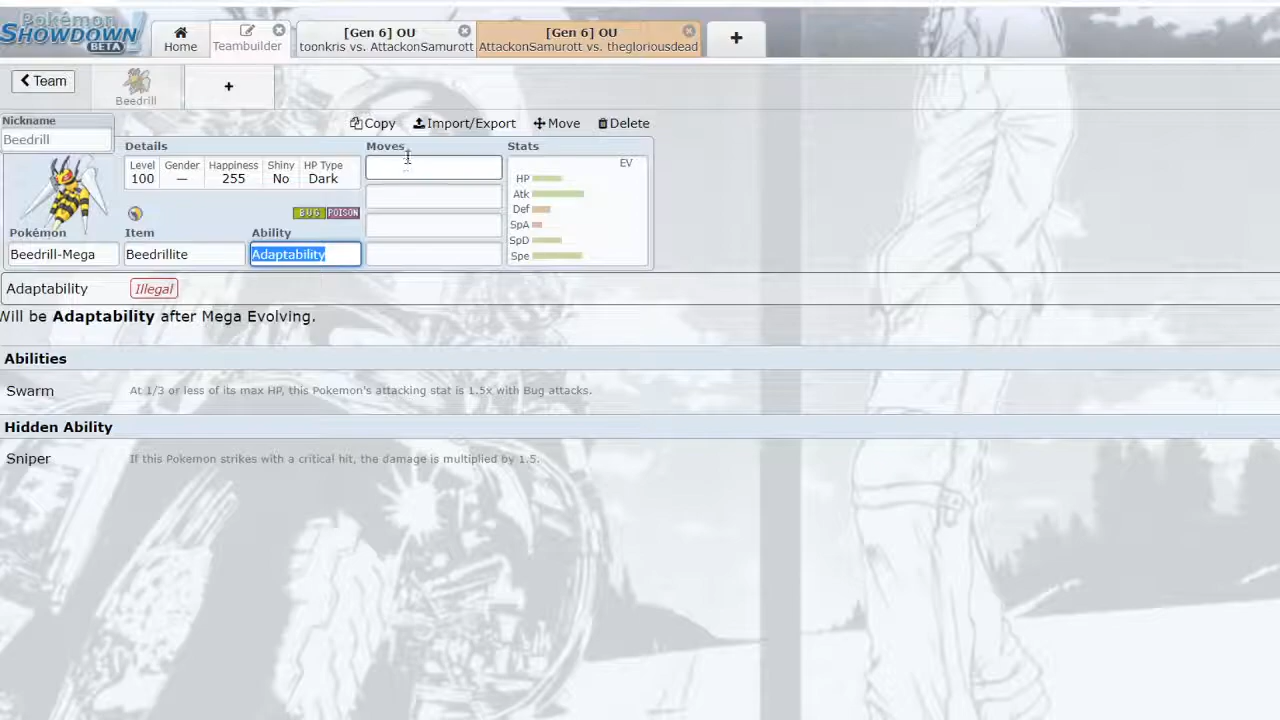 Pokémon
SHOWDOWN
BETA
Home
Teambuilder
[Gen 6] OU
toonkris vs. AttackonSamurott
[Gen 6] OU
AttackonSamurott vs. thegloriousdead
+
Team
Beedrill
+
Nickname
Beedrill
Copy
Import/Export
Move
Delete
Details
Level
100
Gender
—
Happiness
255
Shiny
No
HP Type
Dark
BUG POISON
Pokémon
Beedrill-Mega
Item
Beedrillite
Ability
Adaptability
Moves
Stats
EV
HP
Atk
Def
SpA
SpD
Spe
Adaptability Illegal
Will be Adaptability after Mega Evolving.
Abilities
Swarm At 1/3 or less of its max HP, this Pokemon's attacking stat is 1.5x with Bug attacks.
Hidden Ability
Sniper If this Pokemon strikes with a critical hit, the damage is multiplied by 1.5.